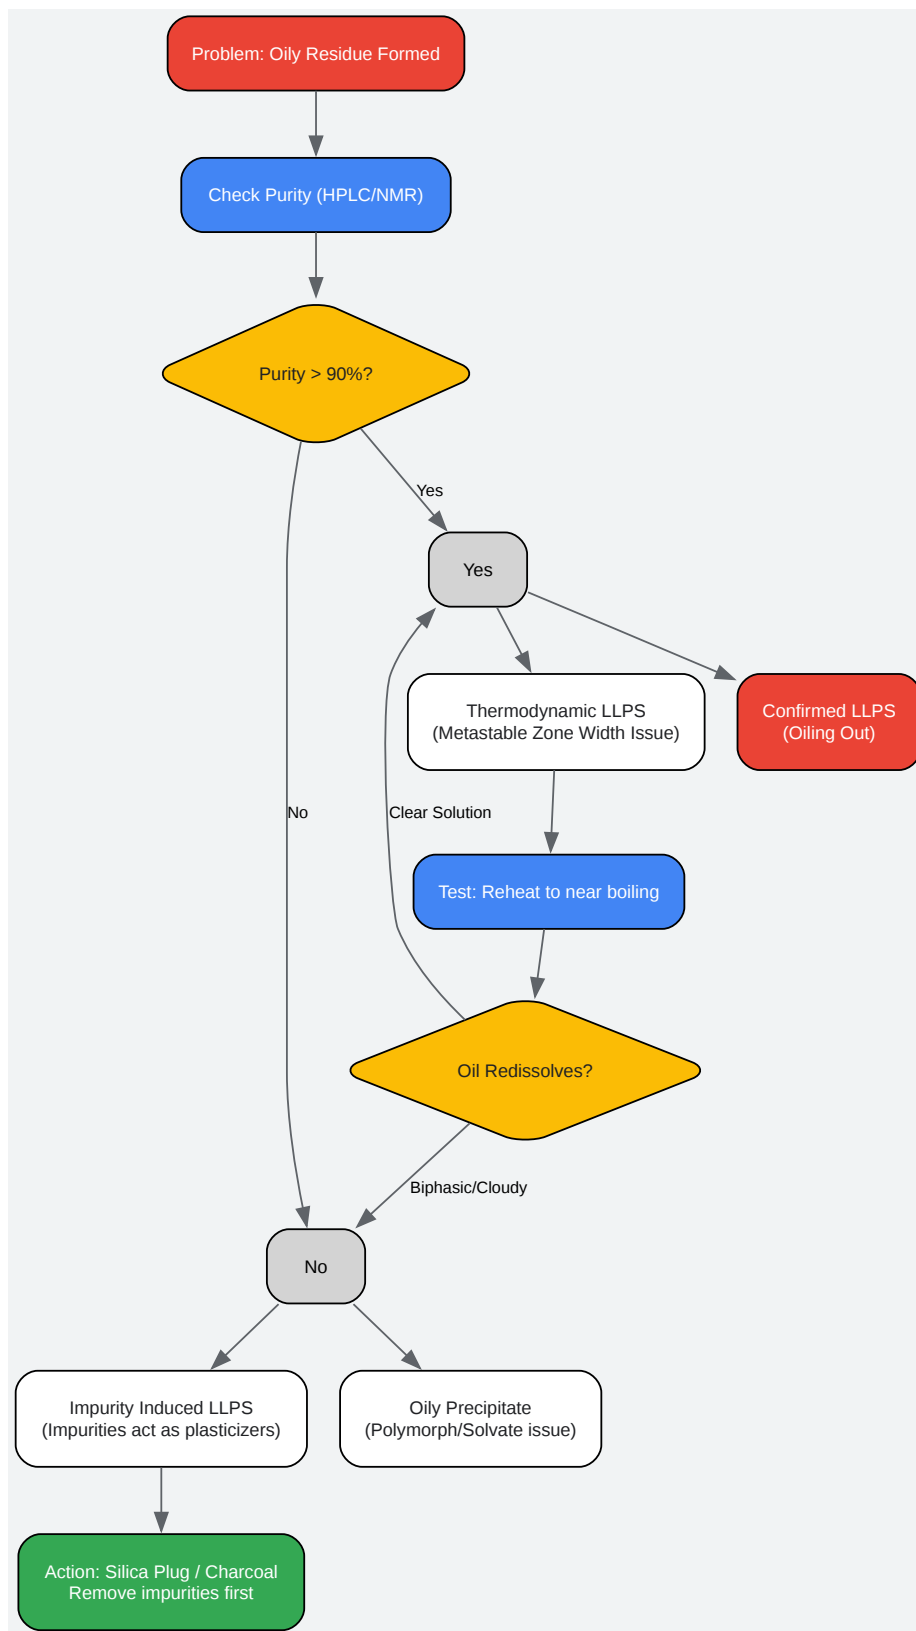 Problem: Oily Residue Formed
Check Purity (HPLC/NMR)
Purity > 90%?
Yes
Yes
Thermodynamic LLPS
(Metastable Zone Width Issue)
Confirmed LLPS
(Oiling Out)
No
Clear Solution
Test: Reheat to near boiling
Oil Redissolves?
Biphasic/Cloudy
No
Impurity Induced LLPS
(Impurities act as plasticizers)
Oily Precipitate
(Polymorph/Solvate issue)
Action: Silica Plug / Charcoal
Remove impurities first